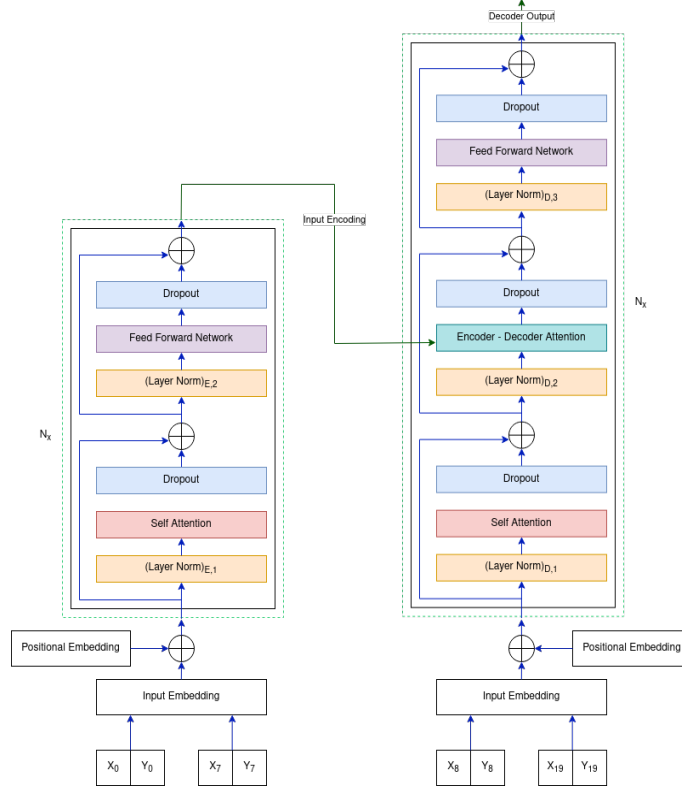 Decoder Output
Dropout
Feed Forward Network
(Layer Norm)D,3
Input Encoding
Dropout
Encoder - Decoder Attention
(Layer Norm)D,2
Nx
Dropout
Self Attention
(Layer Norm)D,1
Dropout
Feed Forward Network
(Layer Norm)E,2
Nx
Dropout
Self Attention
(Layer Norm)E,1
Positional Embedding
Input Embedding
X0 Y0 X7 Y7
Positional Embedding
Input Embedding
X8 Y8 X19 Y19